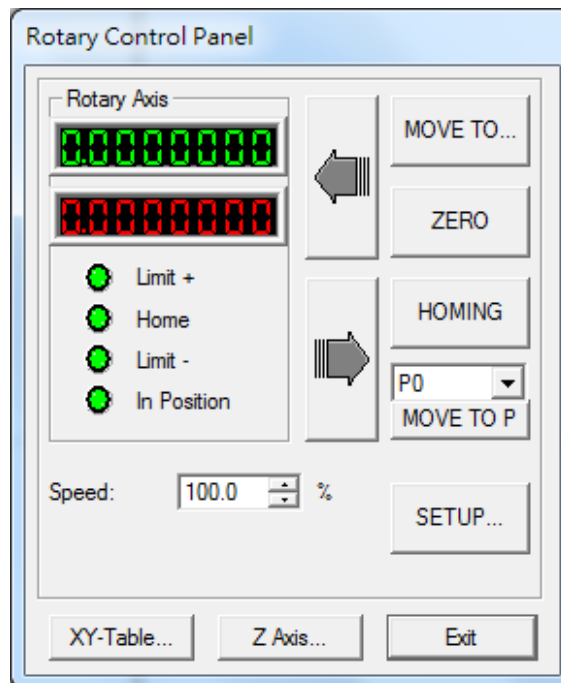 Rotary Control Panel
Rotary Axis
0.0000000
0.0000000
Limit +
Home
Limit -
In Position
MOVE TO...
ZERO
HOMING
P0
MOVE TO P
Speed: 100.0 %
SETUP...
XY-Table... Z Axis... Exit